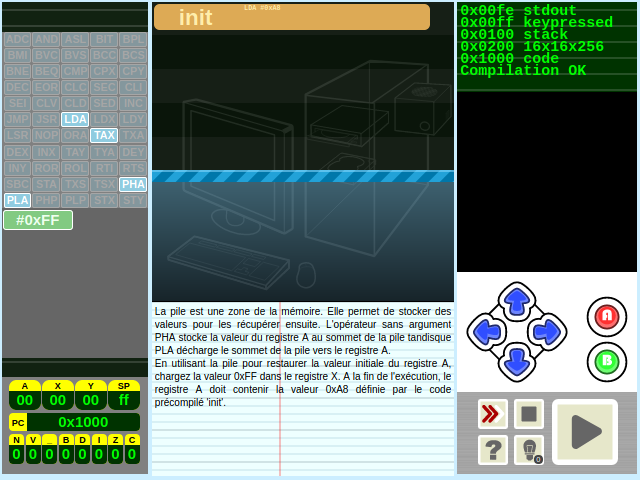 ADC AND ASL BIT BPL
BMI BVC BVS BCC BCS
BNE BEQ CMP CPX CPY
DEC EOR CLC SEC CLI
SEI CLV CLD SED INC
JMP JSR LDA LDX LDY
LSR NOP ORA TAX TXA
DEX INX TAY TYA DEY
INY ROR ROL RTI RTS
SBC STA TXS TSX PHA
PLA PHP PLP STX STY
#0xFF
A X Y SP
00 00 00 ff
PC 0x1000
N V _ B D I Z C
0 0 0 0 0 0 0 0
init
LDA #0xA8
La pile est une zone de la mémoire. Elle permet de stocker des
valeurs pour les récupérer ensuite. L'opérateur sans argument
PHA stocke la valeur du registre A au sommet de la pile tandisque
PLA décharge le sommet de la pile vers le registre A.
En utilisant la pile pour restaurer la valeur initiale du registre A,
chargez la valeur 0xFF dans le registre X. A la fin de l'exécution, le
registre A doit contenir la valeur 0xA8 définie par le code
précompilé 'init'.
0x00fe stdout
0x00ff keypressed
0x0100 stack
0x0200 16x16x256
0x1000 code
Compilation OK
A
B
?
0